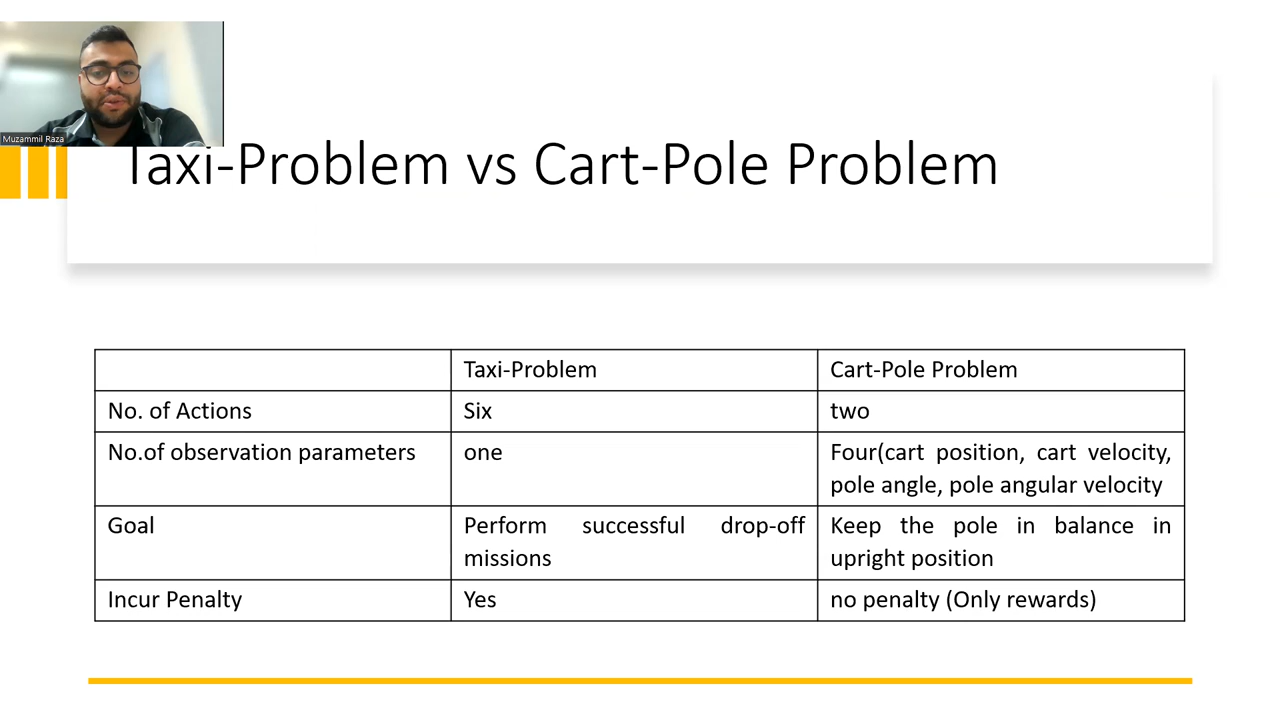 Muzammil Raza
Taxi-Problem vs Cart-Pole Problem
Taxi-Problem
Cart-Pole Problem
No. of Actions
Six
two
No.of observation parameters
one
Four(cart position, cart velocity,
pole angle, pole angular velocity
Goal
Perform successful drop-off
missions
Keep the pole in balance in
upright position
Incur Penalty
Yes
no penalty (Only rewards)